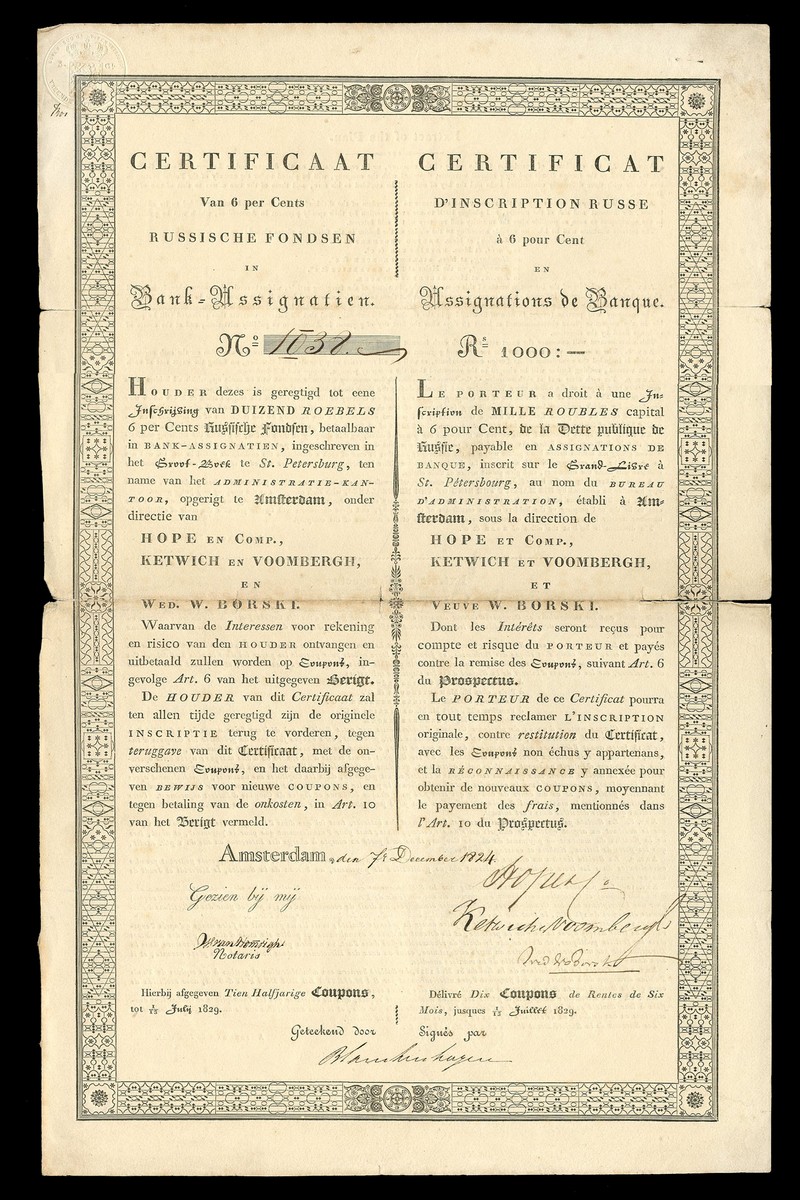 CERTIFICAAT
Van 6 per Cents
RUSSISCHE FONDSEN
IN
Bank-Assignatien.
No
HOUDER dezes is geregtigd tot eene
Inschrijving van DUIZEND ROEBELS
6 per Cents Russische Fondsen, betaalbaar
in BANK-ASSIGNATIEN, ingeschreven in
het Groot-Boek te St. Petersburg, ten
name van het ADMINISTRATIE-KAN-
TOOR, opgerigt te Amsterdam, onder
directie van
HOPE EN COMP.,
KETWICH EN VOOMBERGH,
EN
WED. W. BORSKI.
Waarvan de Interessen voor rekening
en risico van den HOUDER ontvangen en
uitbetaald zullen worden op Coupons, in-
gevolge Art. 6 van het uitgegeven Berigt.
De HOUDER van dit Certificaat zal
ten allen tijde geregtigd zijn de originele
INSCRIPTIE terug te vorderen, tegen
teruggave van dit Certificaat, met de on-
verschenen Coupons, en het daarbij afgege-
ven BEWIJS voor nieuwe COUPONS, en
tegen betaling van de onkosten, in Art. 10
van het Berigt vermeld.
CERTIFICAT
D'INSCRIPTION RUSSE
à 6 pour Cent
EN
Assignations de Banque.
Rs 1000:—
LE PORTEUR a droit à une In-
scription de MILLE ROUBLES capital
à 6 pour Cent, de la Dette publique de
Russie, payable en ASSIGNATIONS DE
BANQUE, inscrit sur le Grand-Livre à
St. Pétersbourg, au nom du BUREAU
D'ADMINISTRATION, établi à Am-
sterdam, sous la direction de
HOPE ET COMP.,
KETWICH ET VOOMBERGH,
ET
VEUVE W. BORSKI.
Dont les Intérêts seront reçus pour
compte et risque du PORTEUR et payés
contre la remise des Coupons, suivant Art. 6
du Prospectus.
Le PORTEUR de ce Certificat pourra
en tout temps reclamer L'INSCRIPTION
originale, contre restitution du Certificat,
avec les Coupons non échus y appartenans,
et la RÉCONNAISSANCE y annexée pour
obtenir de nouveaux COUPONS, moyennant
le payement des frais, mentionnés dans
l'Art. 10 du Prospectus.
Amsterdam, den 7e December 1824
Gezien bij mij
Notaris
Hope & Co
Ketwich & Voombergh
Wed W Borski
Hierbij afgegeven Tien Halfjarige Coupons,
tot 1/13 Julij 1829.
Délivré Dix Coupons de Rentes de Six
Mois, jusques 1/13 Juillet 1829.
Geteekend door
Signés par
Blanckenhagen